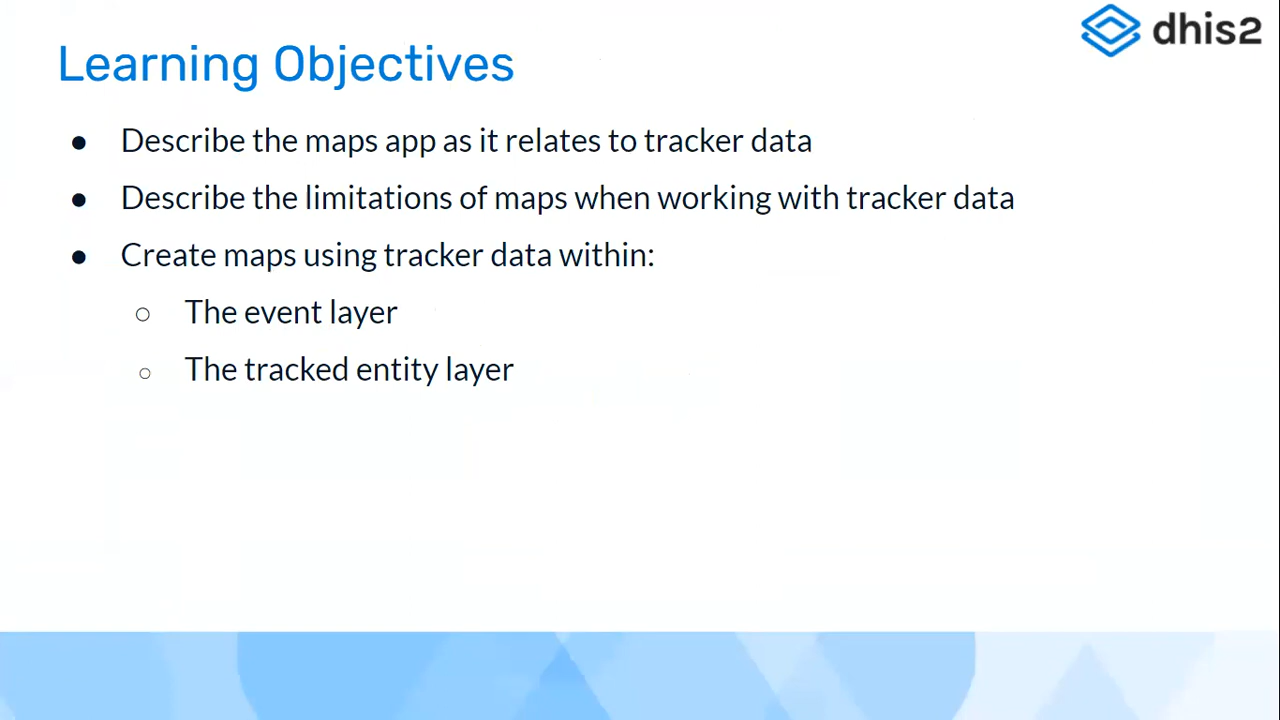 dhis2
Learning Objectives
● Describe the maps app as it relates to tracker data
● Describe the limitations of maps when working with tracker data
● Create maps using tracker data within:
○ The event layer
○ The tracked entity layer